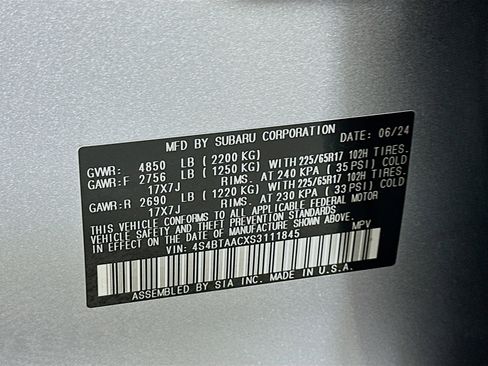 MFD BY SUBARU CORPORATION DATE: 06/24
GVWR: 4850 LB ( 2200 KG)
GAWR:F 2756 LB ( 1250 KG) WITH 225/65R17 102H TIRES.
17X7J RIMS. AT 240 KPA ( 35 PSI) COLD
GAWR:R 2690 LB ( 1220 KG) WITH 225/65R17 102H TIRES.
17X7J RIMS. AT 230 KPA ( 33 PSI) COLD
THIS VEHICLE CONFORMS TO ALL APPLICABLE FEDERAL MOTOR
VEHICLE SAFETY AND THEFT PREVENTION STANDARDS
IN EFFECT ON THE DATE OF MANUFACTURE SHOWN ABOVE.
VIN: 4S4BTAACXS3111845 MPV
ASSEMBLED BY SIA INC. MADE IN U.S.A.